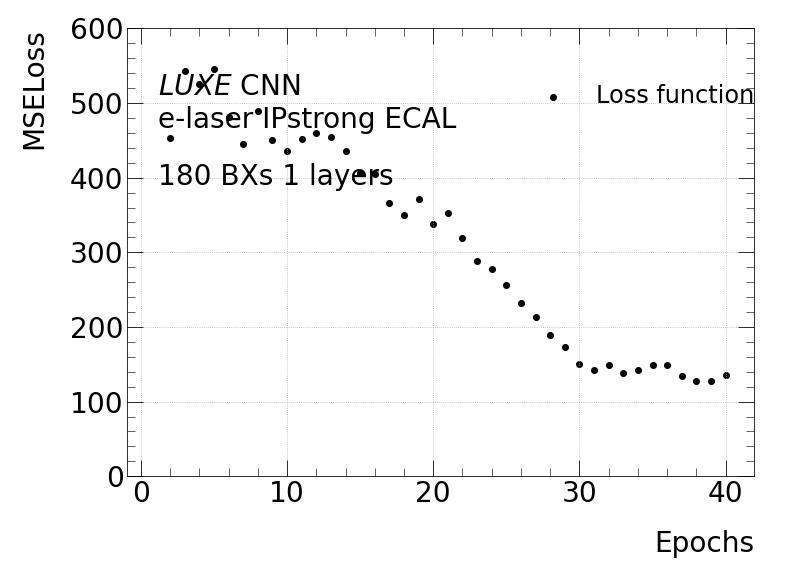 600
500
400
300
200
100
0
MSELoss
LUXE CNN
e-laser IPstrong ECAL
180 BXs 1 layers
Loss function
0 10 20 30 40
Epochs